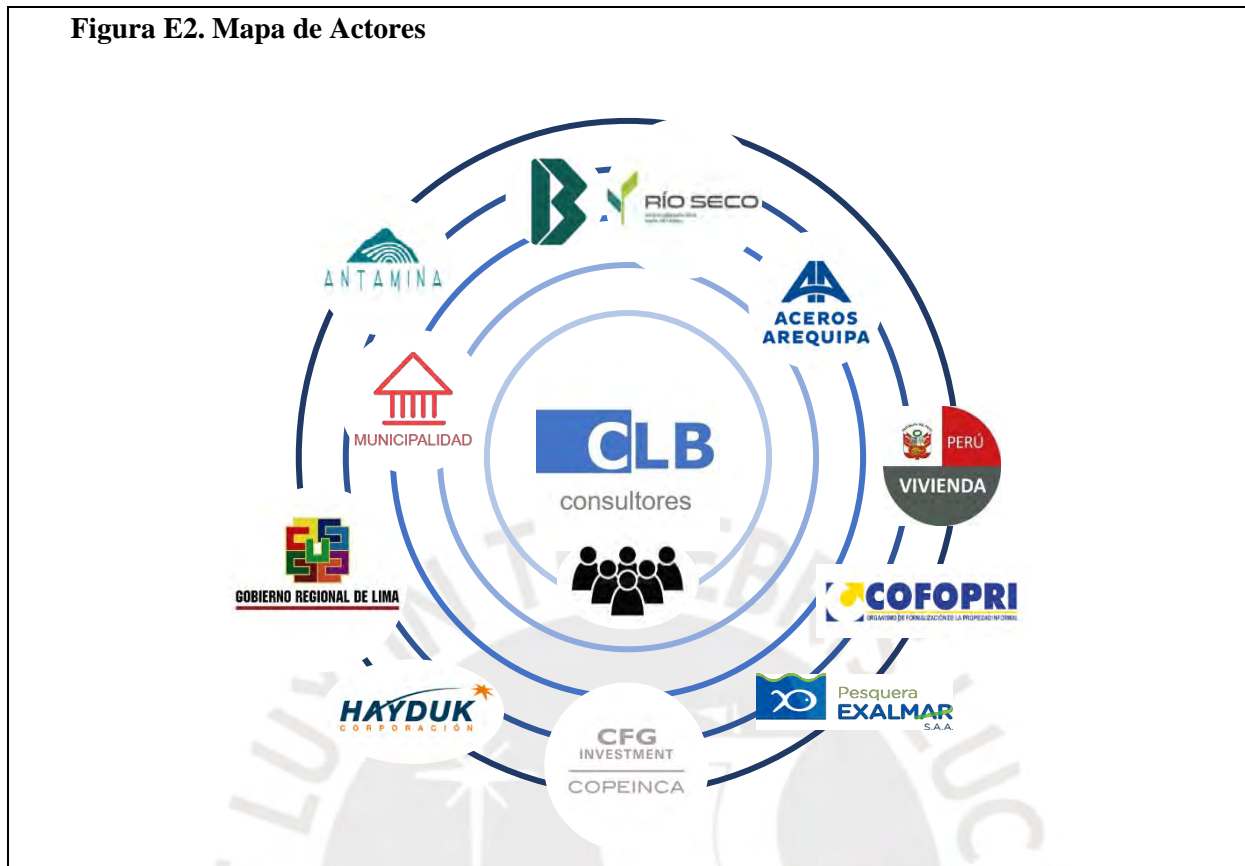 Figura E2. Mapa de Actores
B
RÍO SECO
ANTAMINA
ACEROS
AREQUIPA
MUNICIPALIDAD
CLB
consultores
PERÚ
VIVIENDA
GOBIERNO REGIONAL DE LIMA
COFOPRI
ORGANISMO DE FORMALIZACIÓN DE LA PROPIEDAD INFORMAL
HAYDUK
CORPORACIÓN
CFG
INVESTMENT
COPEINCA
Pesquera
EXALMAR
S.A.A.